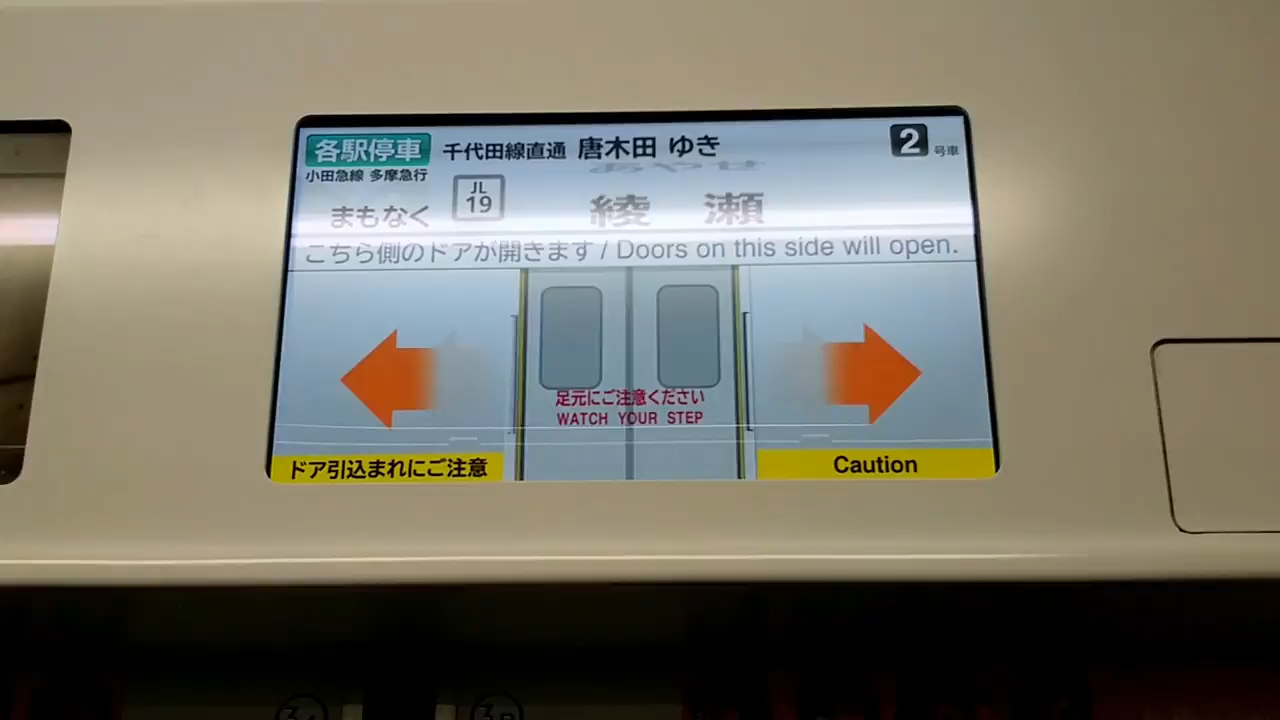 各駅停車 千代田線直通 唐木田 ゆき 2 号車
小田急線 多摩急行
あやせ
まもなく JL 19 綾瀬
こちら側のドアが開きます / Doors on this side will open.
足元にご注意ください
WATCH YOUR STEP
ドア引込まれにご注意 Caution